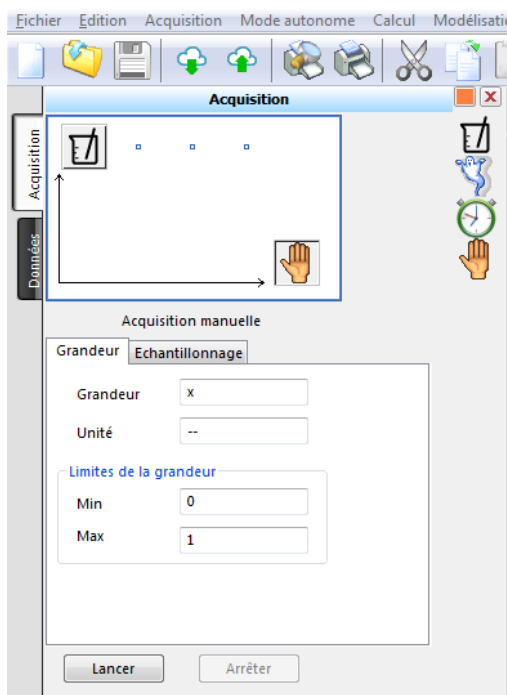 Fichier Edition Acquisition Mode autonome Calcul Modélisati
Acquisition
Acquisition
Données
Acquisition manuelle
Grandeur Echantillonnage
Grandeur x
Unité --
Limites de la grandeur
Min 0
Max 1
Lancer Arrêter